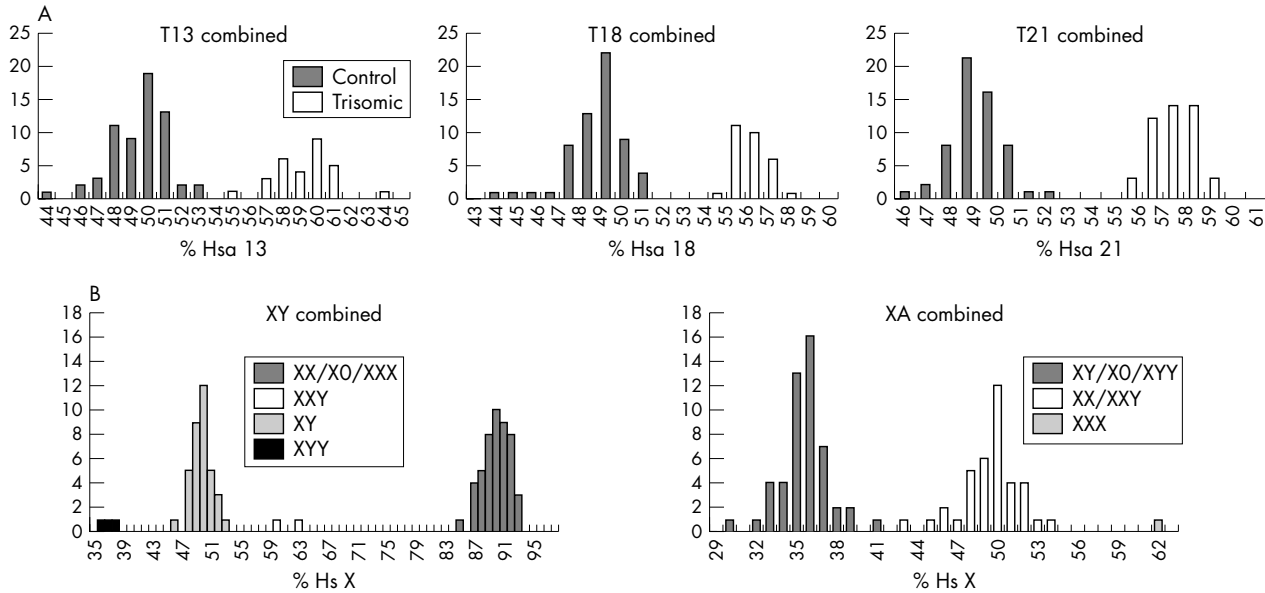 A
T13 combined
25
20
15
10
5
0
44 45 46 47 48 49 50 51 52 53 54 55 56 57 58 59 60 61 62 63 64 65
% Hsa 13
Control
Trisomic
T18 combined
25
20
15
10
5
0
43 44 45 46 47 48 49 50 51 52 53 54 55 56 57 58 59 60
% Hsa 18
T21 combined
25
20
15
10
5
0
46 47 48 49 50 51 52 53 54 55 56 57 58 59 60 61
% Hsa 21
B
XY combined
18
16
14
12
10
8
6
4
2
0
35 39 43 47 51 55 59 63 67 71 75 79 83 87 91 95
% Hs X
XX/X0/XXX
XXY
XY
XYY
XA combined
18
16
14
12
10
8
6
4
2
0
29 32 35 38 41 44 47 50 53 56 59 62
% Hs X
XY/X0/XYY
XX/XXY
XXX